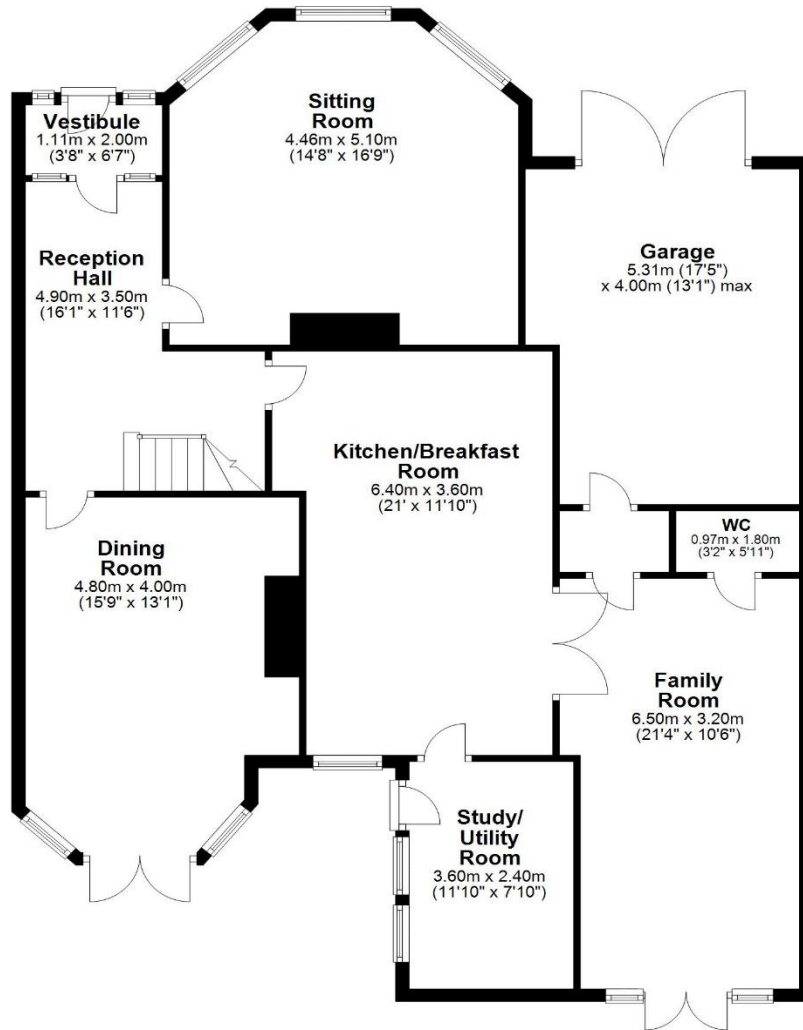 Vestibule
1.11m x 2.00m
(3'8" x 6'7")
Sitting
Room
4.46m x 5.10m
(14'8" x 16'9")
Reception
Hall
4.90m x 3.50m
(16'1" x 11'6")
Garage
5.31m (17'5")
x 4.00m (13'1") max
Kitchen/Breakfast
Room
6.40m x 3.60m
(21' x 11'10")
Dining
Room
4.80m x 4.00m
(15'9" x 13'1")
WC
0.97m x 1.80m
(3'2" x 5'11")
Family
Room
6.50m x 3.20m
(21'4" x 10'6")
Study/
Utility
Room
3.60m x 2.40m
(11'10" x 7'10")